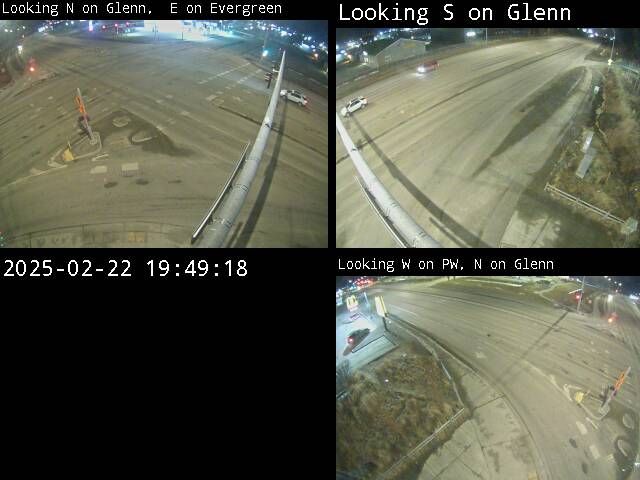 Looking N on Glenn,  E on Evergreen
Looking S on Glenn
2025-02-22 19:49:18
Looking W on PW, N on Glenn